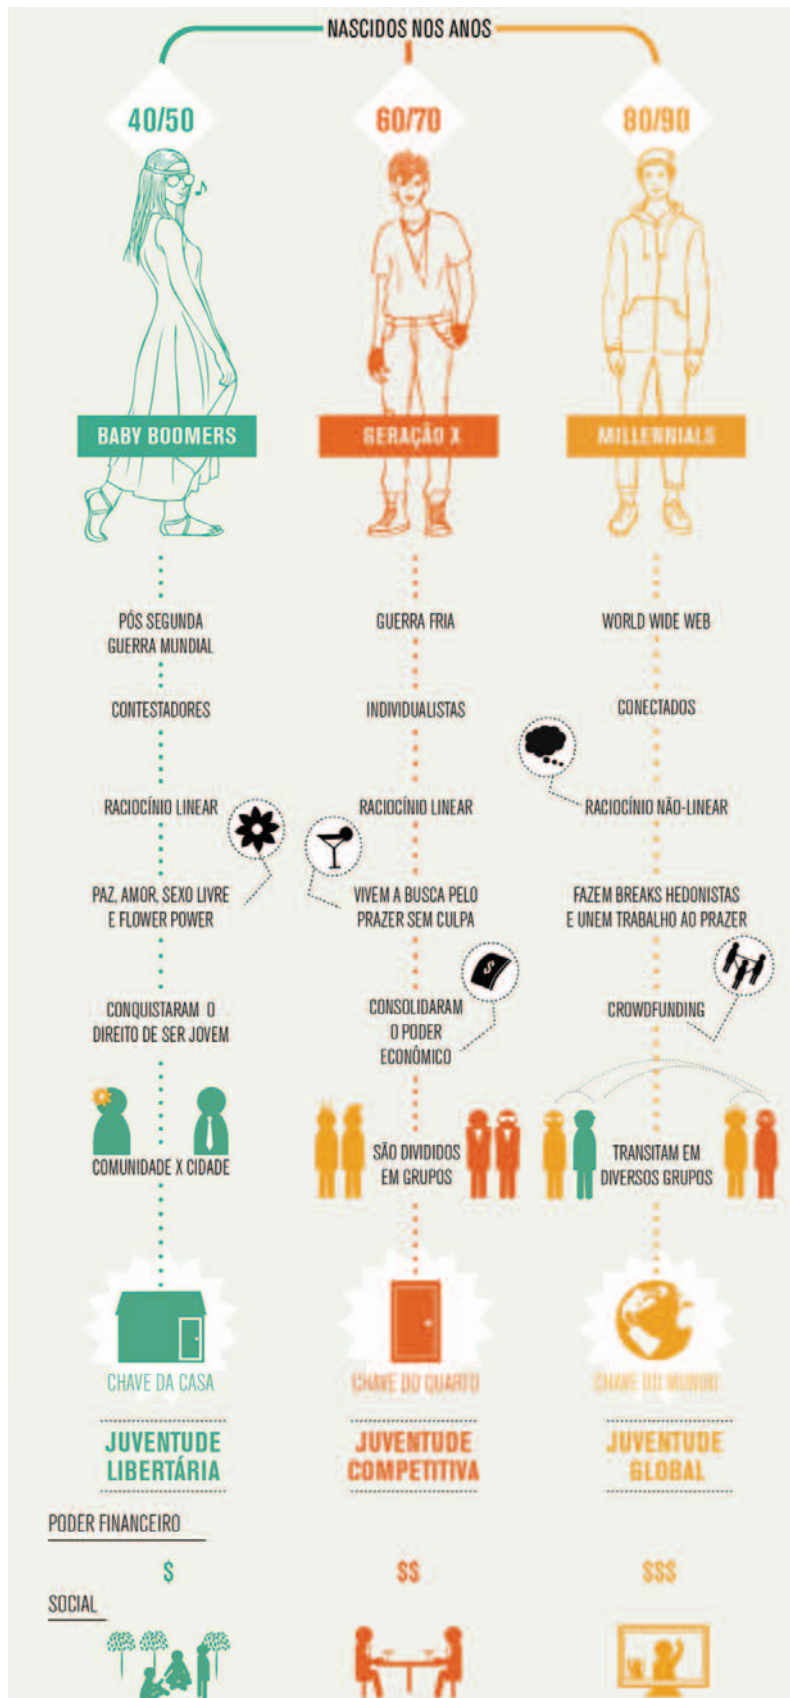 NASCIDOS NOS ANOS
40/50
60/70
80/90
BABY BOOMERS
GERAÇÃO X
MILLENNIALS
PÓS SEGUNDA
GUERRA MUNDIAL
GUERRA FRIA
WORLD WIDE WEB
CONTESTADORES
INDIVIDUALISTAS
CONECTADOS
RACIOCÍNIO LINEAR
RACIOCÍNIO LINEAR
RACIOCÍNIO NÃO-LINEAR
PAZ, AMOR, SEXO LIVRE
E FLOWER POWER
VIVEM A BUSCA PELO
PRAZER SEM CULPA
FAZEM BREAKS HEDONISTAS
E UNEM TRABALHO AO PRAZER
CONQUISTARAM O
DIREITO DE SER JOVEM
CONSOLIDARAM
O PODER
ECONÔMICO
$
CROWDFUNDING
COMUNIDADE X CIDADE
SÃO DIVIDIDOS
EM GRUPOS
TRANSITAM EM
DIVERSOS GRUPOS
CHAVE DA CASA
CHAVE DO QUARTO
CHAVE DO MUNDO
JUVENTUDE
LIBERTÁRIA
JUVENTUDE
COMPETITIVA
JUVENTUDE
GLOBAL
PODER FINANCEIRO
$
$$
$$$
SOCIAL